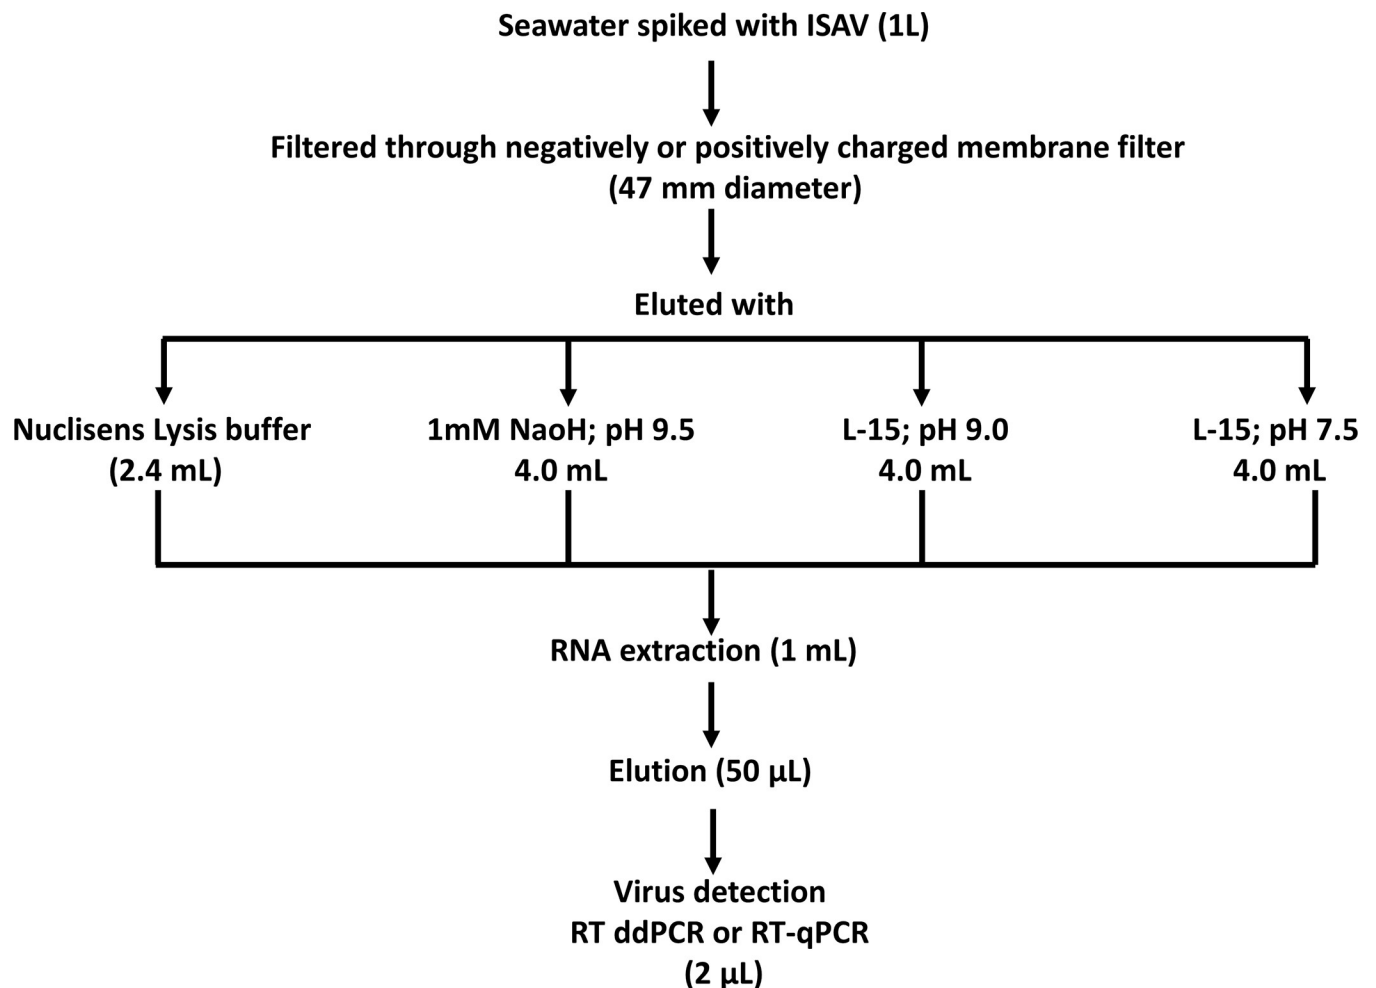 Seawater spiked with ISAV (1L)
Filtered through negatively or positively charged membrane filter
(47 mm diameter)
Eluted with
Nuclisens Lysis buffer
(2.4 mL)
1mM NaoH; pH 9.5
4.0 mL
L-15; pH 9.0
4.0 mL
L-15; pH 7.5
4.0 mL
RNA extraction (1 mL)
Elution (50 µL)
Virus detection
RT ddPCR or RT-qPCR
(2 µL)